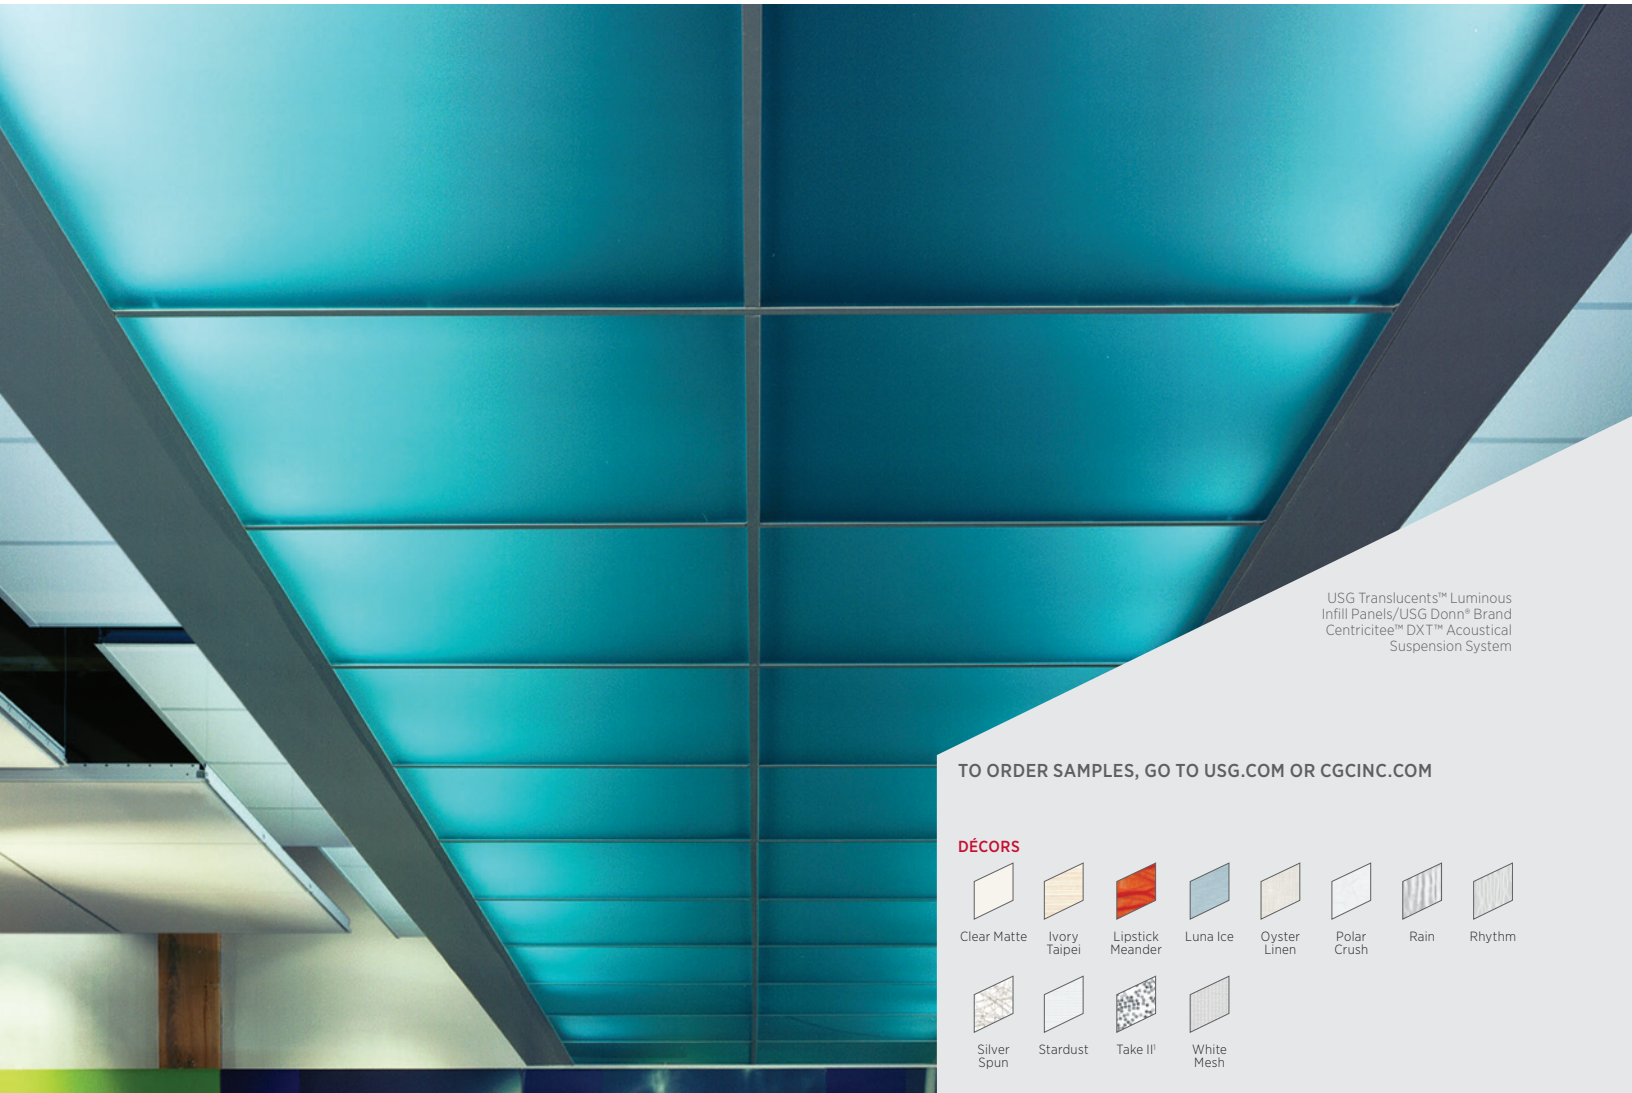 USG Translucents™ Luminous
Infill Panels/USG Donn® Brand
Centricitee™ DXT™ Acoustical
Suspension System
TO ORDER SAMPLES, GO TO USG.COM OR CGCINC.COM
DÉCORS
Clear Matte
Ivory
Taipei
Lipstick
Meander
Luna Ice
Oyster
Linen
Polar
Crush
Rain
Rhythm
Silver
Spun
Stardust
Take II¹
White
Mesh